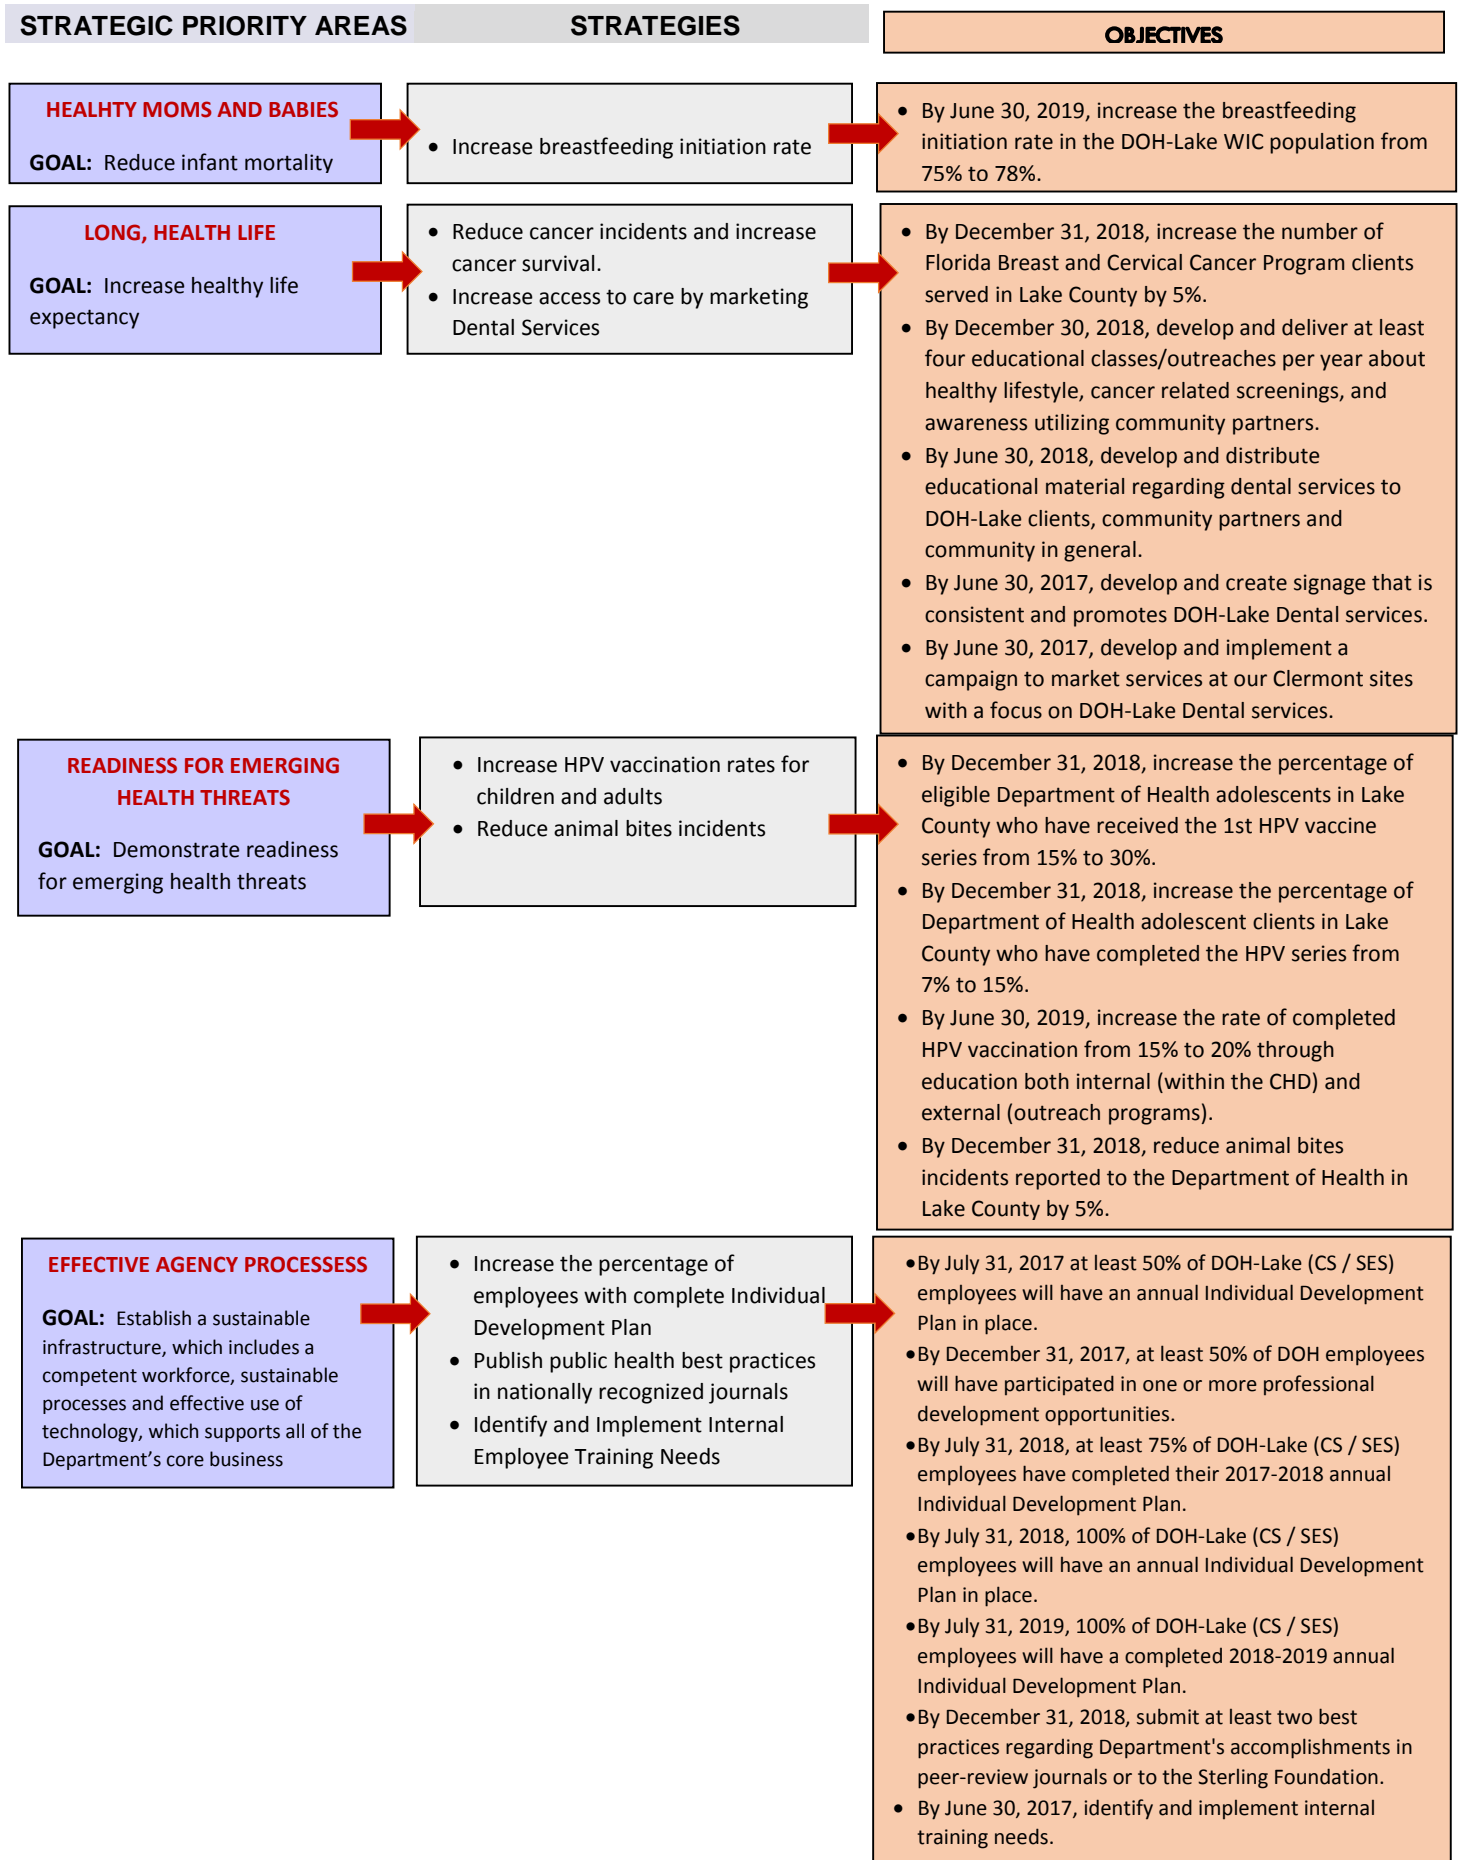 STRATEGIC PRIORITY AREAS
STRATEGIES
OBJECTIVES
HEALHTY MOMS AND BABIES
GOAL: Reduce infant mortality
• Increase breastfeeding initiation rate
• By June 30, 2019, increase the breastfeeding
initiation rate in the DOH-Lake WIC population from
75% to 78%.
LONG, HEALTH LIFE
GOAL: Increase healthy life
expectancy
• Reduce cancer incidents and increase
cancer survival.
• Increase access to care by marketing
Dental Services
• By December 31, 2018, increase the number of
Florida Breast and Cervical Cancer Program clients
served in Lake County by 5%.
• By December 30, 2018, develop and deliver at least
four educational classes/outreaches per year about
healthy lifestyle, cancer related screenings, and
awareness utilizing community partners.
• By June 30, 2018, develop and distribute
educational material regarding dental services to
DOH-Lake clients, community partners and
community in general.
• By June 30, 2017, develop and create signage that is
consistent and promotes DOH-Lake Dental services.
• By June 30, 2017, develop and implement a
campaign to market services at our Clermont sites
with a focus on DOH-Lake Dental services.
READINESS FOR EMERGING
HEALTH THREATS
GOAL: Demonstrate readiness
for emerging health threats
• Increase HPV vaccination rates for
children and adults
• Reduce animal bites incidents
• By December 31, 2018, increase the percentage of
eligible Department of Health adolescents in Lake
County who have received the 1st HPV vaccine
series from 15% to 30%.
• By December 31, 2018, increase the percentage of
Department of Health adolescent clients in Lake
County who have completed the HPV series from
7% to 15%.
• By June 30, 2019, increase the rate of completed
HPV vaccination from 15% to 20% through
education both internal (within the CHD) and
external (outreach programs).
• By December 31, 2018, reduce animal bites
incidents reported to the Department of Health in
Lake County by 5%.
EFFECTIVE AGENCY PROCESSESS
GOAL: Establish a sustainable
infrastructure, which includes a
competent workforce, sustainable
processes and effective use of
technology, which supports all of the
Department's core business
• Increase the percentage of
employees with complete Individual
Development Plan
• Publish public health best practices
in nationally recognized journals
• Identify and Implement Internal
Employee Training Needs
•By July 31, 2017 at least 50% of DOH-Lake (CS / SES)
employees will have an annual Individual Development
Plan in place.
•By December 31, 2017, at least 50% of DOH employees
will have participated in one or more professional
development opportunities.
•By July 31, 2018, at least 75% of DOH-Lake (CS / SES)
employees have completed their 2017-2018 annual
Individual Development Plan.
•By July 31, 2018, 100% of DOH-Lake (CS / SES)
employees will have an annual Individual Development
Plan in place.
•By July 31, 2019, 100% of DOH-Lake (CS / SES)
employees will have a completed 2018-2019 annual
Individual Development Plan.
•By December 31, 2018, submit at least two best
practices regarding Department's accomplishments in
peer-review journals or to the Sterling Foundation.
• By June 30, 2017, identify and implement internal
training needs.